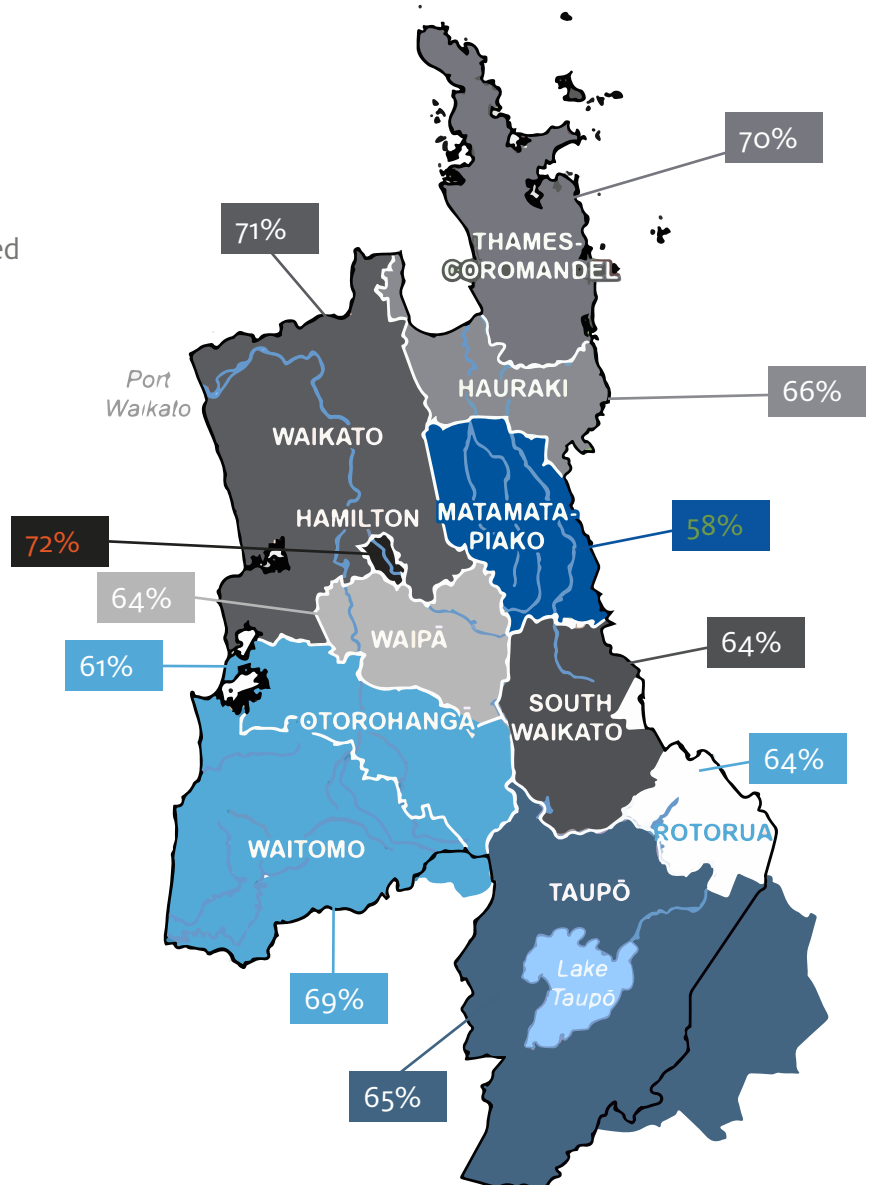 70%
71%
ed
THAMES-
COROMANDEL
Port
Waikato
HAURAKI
66%
WAIKATO
HAMILTON
MATAMATA-
PIAKO
58%
72%
64%
WAIPĀ
64%
61%
SOUTH
WAIKATO
OTOROHANGĀ
64%
ROTORUA
WAITOMO
TAUPŌ
Lake
Taupō
69%
65%